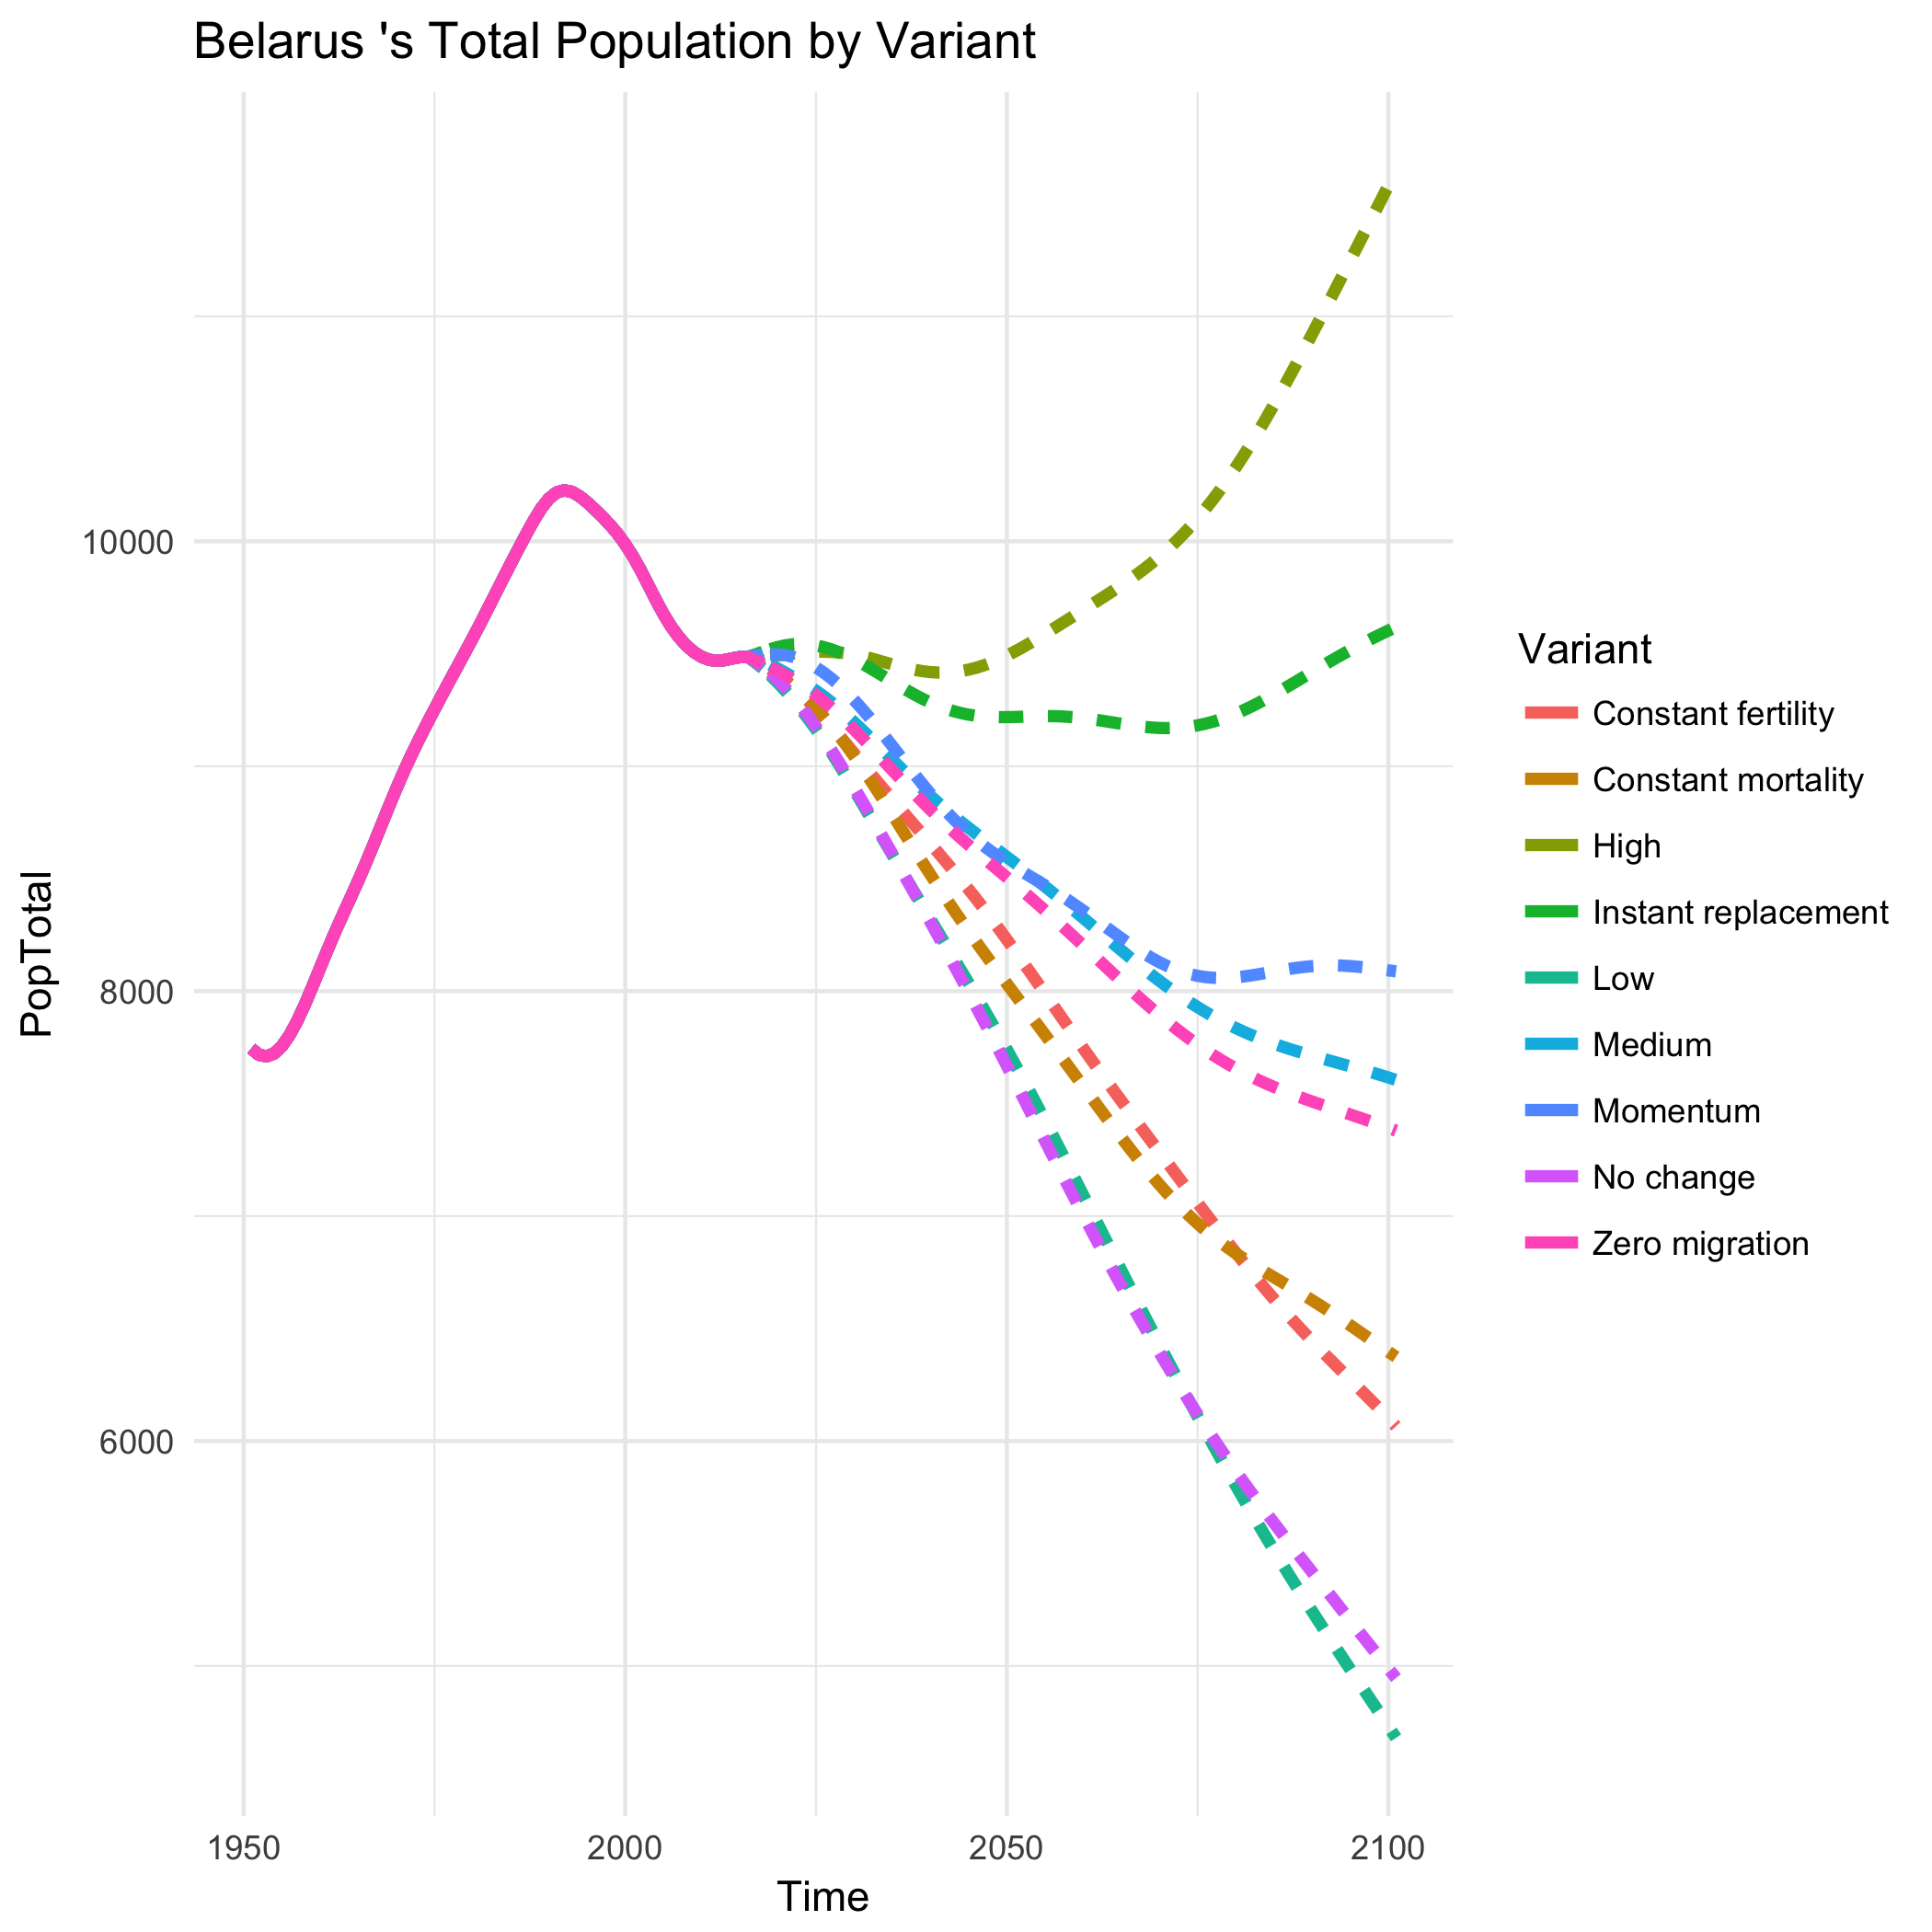 Belarus 's Total Population by Variant
PopTotal
10000
8000
6000
1950
2000
2050
2100
Time
Variant
Constant fertility
Constant mortality
High
Instant replacement
Low
Medium
Momentum
No change
Zero migration